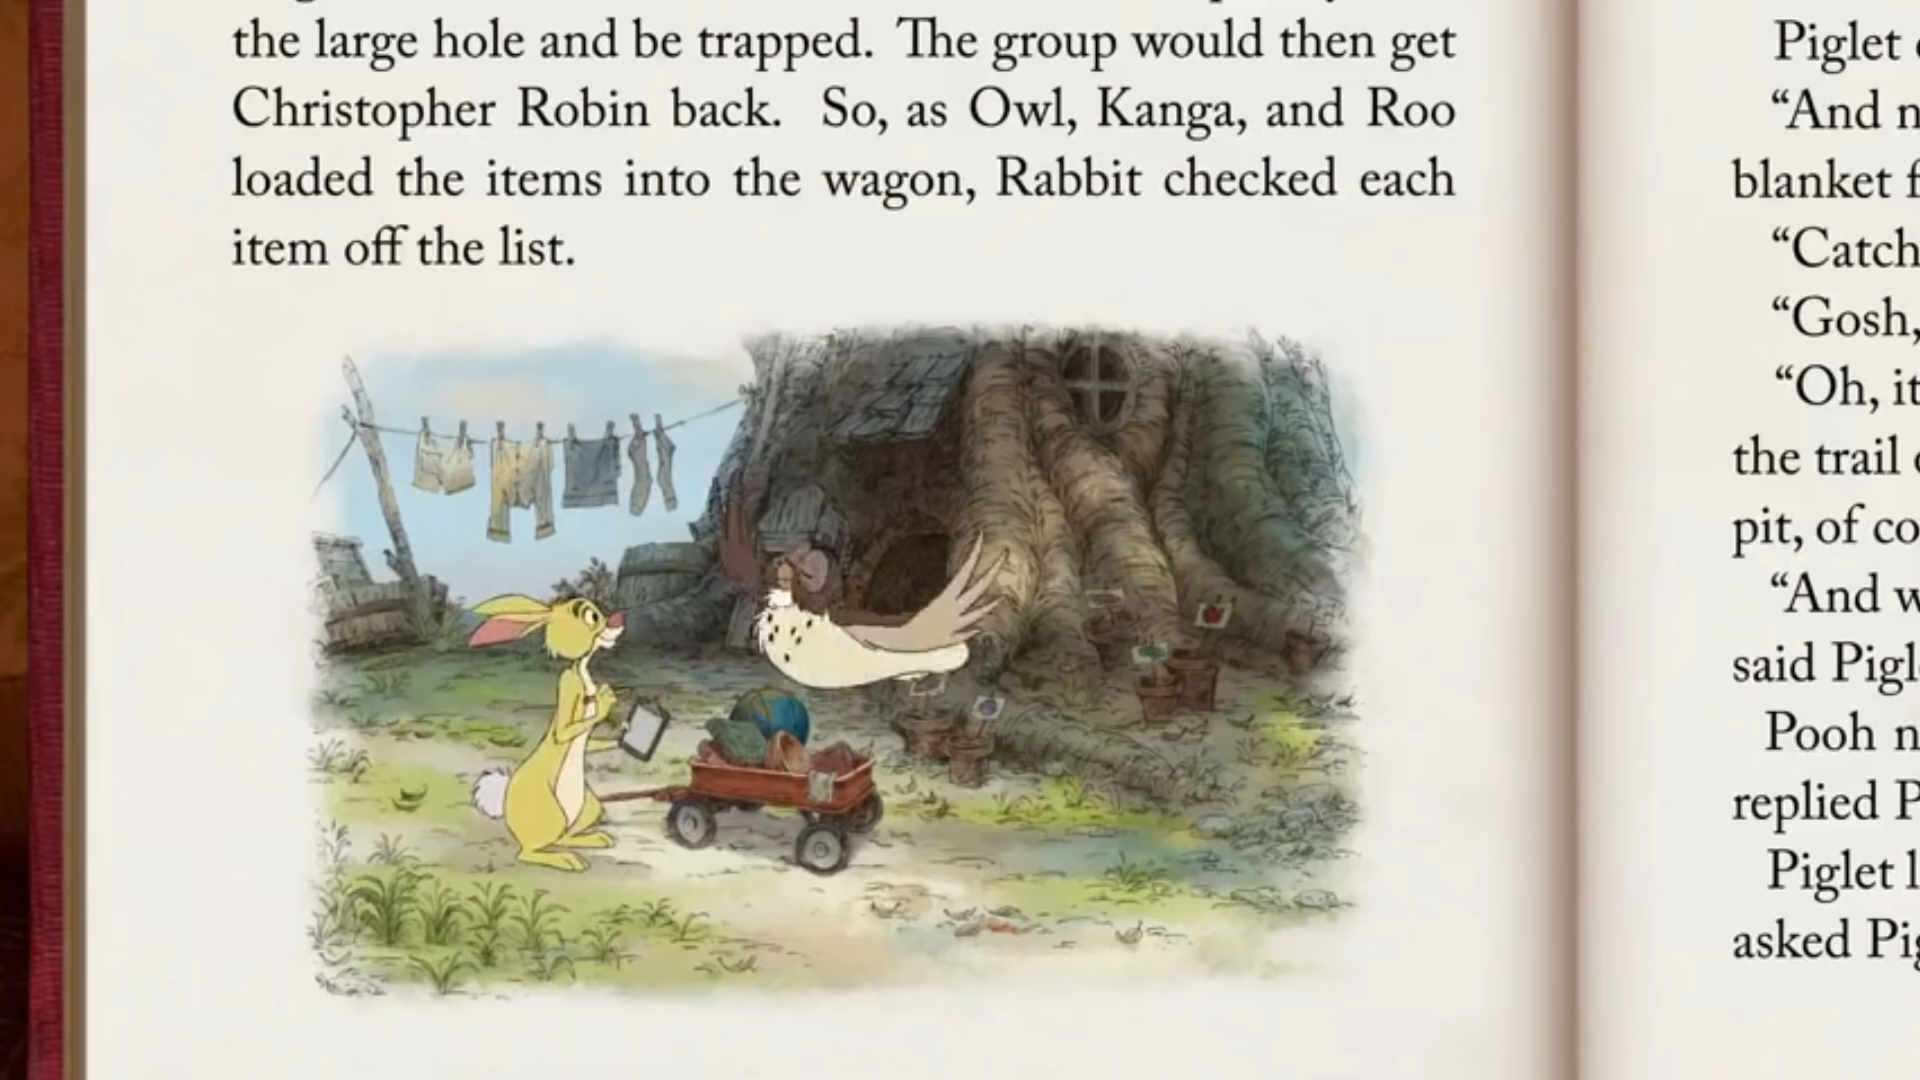 the large hole and be trapped. The group would then get
Christopher Robin back. So, as Owl, Kanga, and Roo
loaded the items into the wagon, Rabbit checked each
item off the list.
Piglet
“And
blanket
“Catch
“Gosh,
“Oh, it
the trail
pit, of
“And
said
Pooh
replied
Piglet
asked